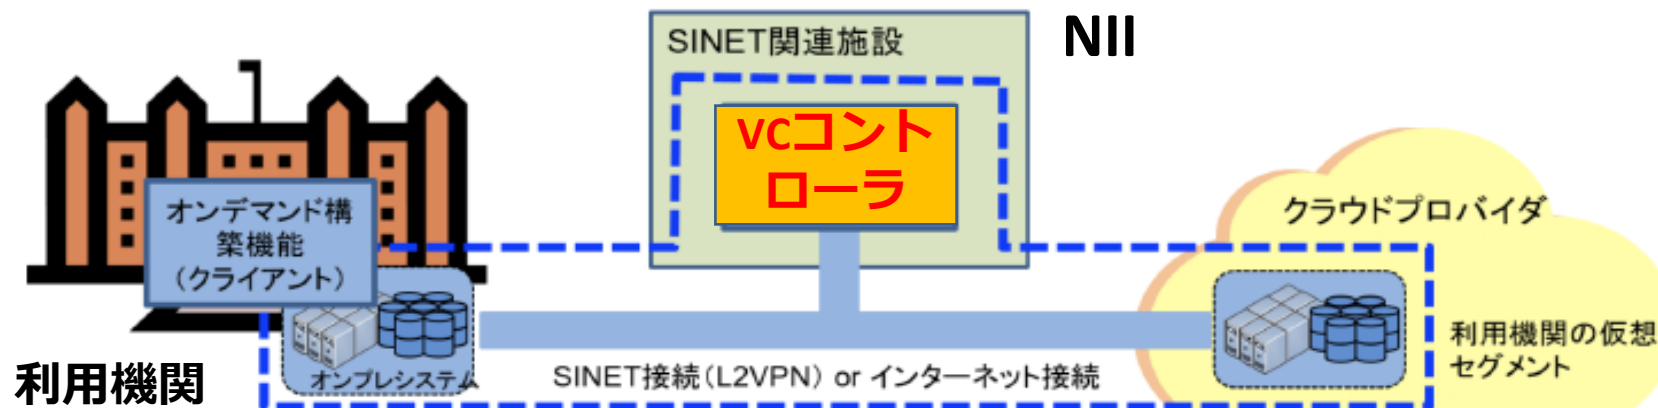 SINET関連施設
NII
VCコント
ローラ
オンデマンド構
築機能
（クライアント）
クラウドプロバイダ
利用機関
オンプレシステム
SINET接続（L2VPN） or インターネット接続
利用機関の仮想
セグメント